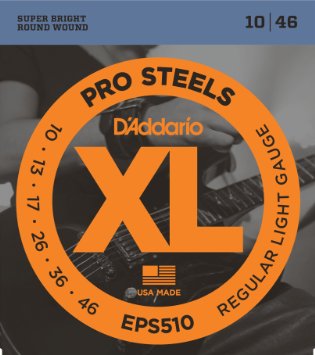 SUPER BRIGHT
ROUND WOUND
10 | 46
PRO STEELS
D'Addario
XL
10 • 13 • 17 • 26 • 36 • 46
REGULAR LIGHT GAUGE
USA MADE
EPS510